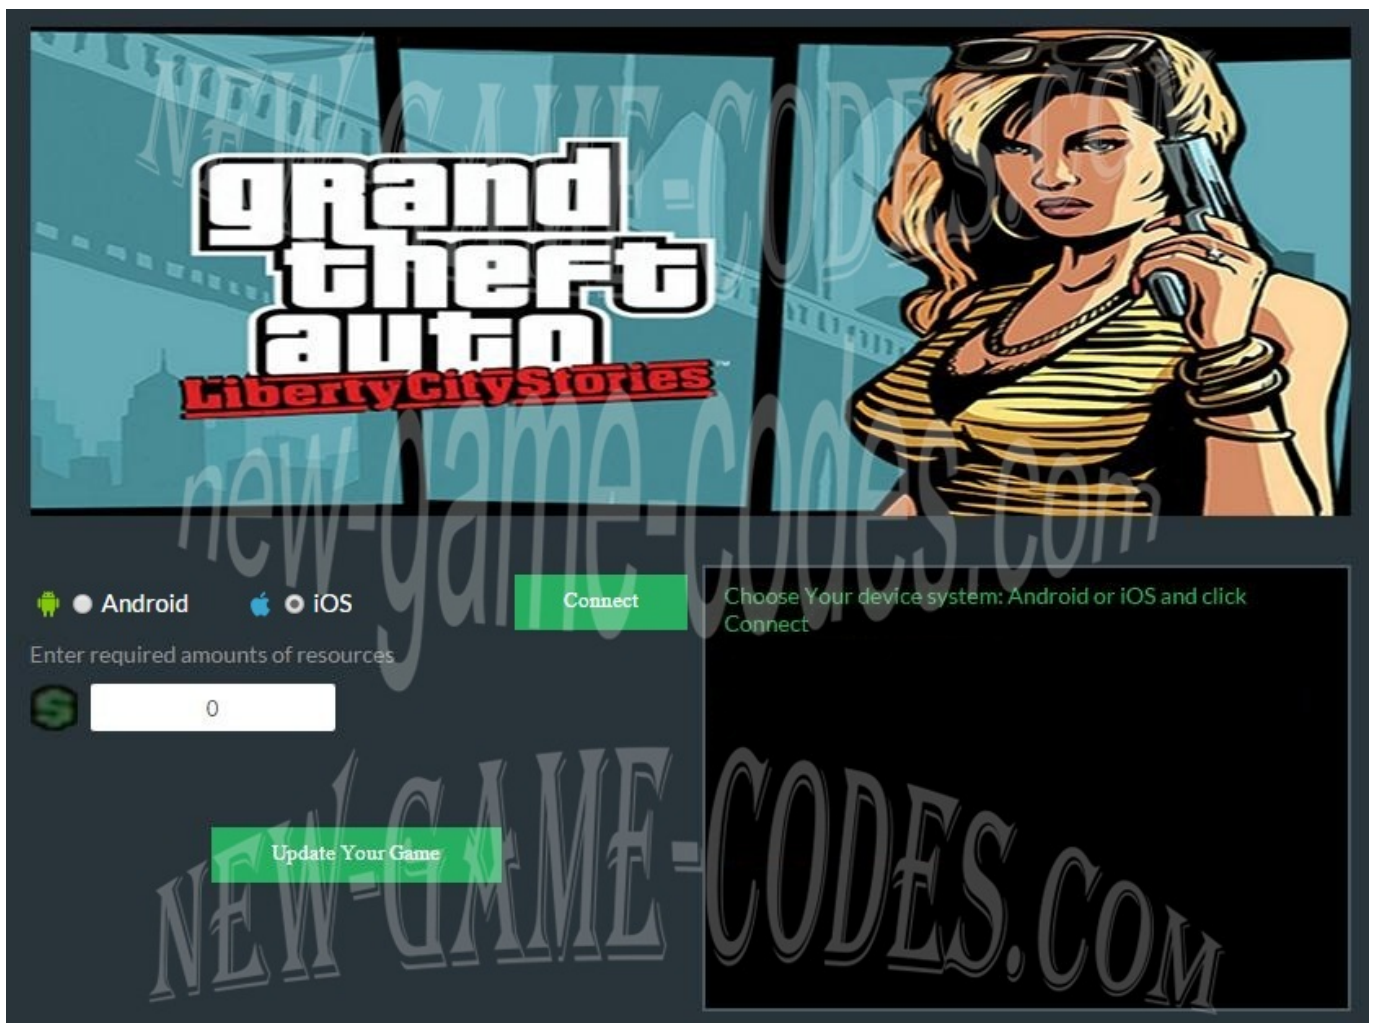 NEW-GAME-CODES.COM
grand
theft
auto
LibertyCityStories
™
new-game-codes.com
Android
iOS
Connect
Enter required amounts of resources
$
0
Update Your Game
Choose Your device system: Android or iOS and click
Connect
NEW-GAME-CODES.COM